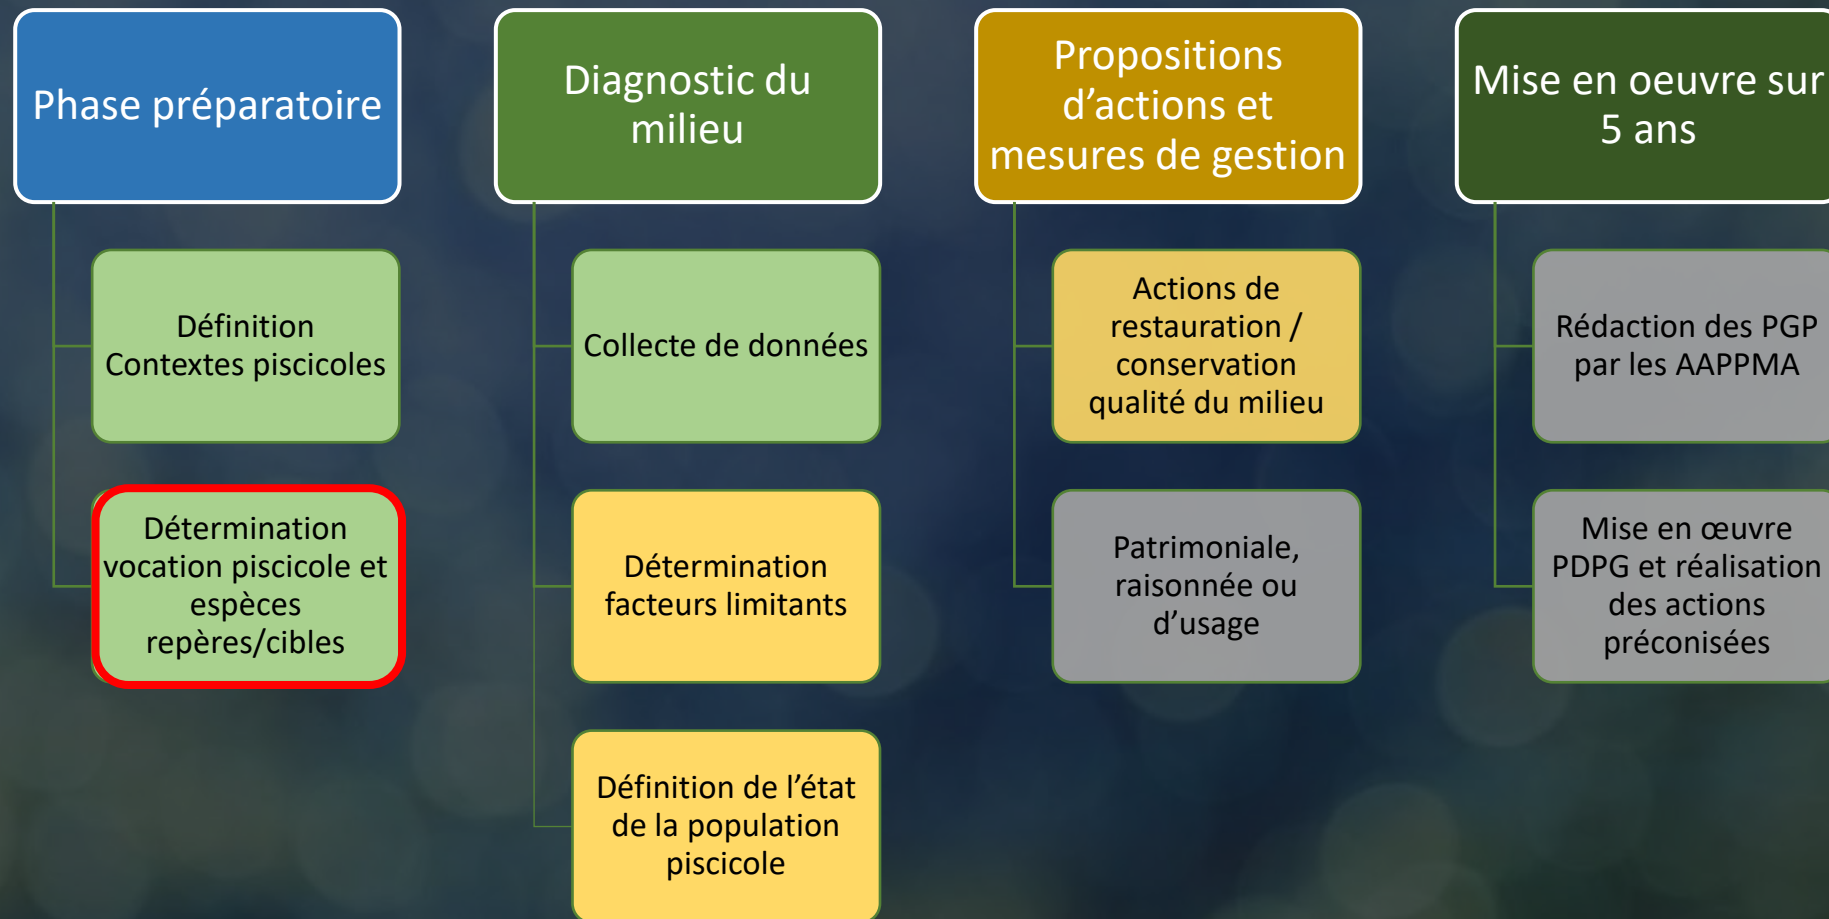 Phase préparatoire
Définition
Contextes piscicoles
Détermination
vocation piscicole et
espèces
repères/cibles
Diagnostic du
milieu
Collecte de données
Détermination
facteurs limitants
Définition de l’état
de la population
piscicole
Propositions
d’actions et
mesures de gestion
Actions de
restauration /
conservation
qualité du milieu
Patrimoniale,
raisonnée ou
d’usage
Mise en oeuvre sur
5 ans
Rédaction des PGP
par les AAPPMA
Mise en œuvre
PDPG et réalisation
des actions
préconisées